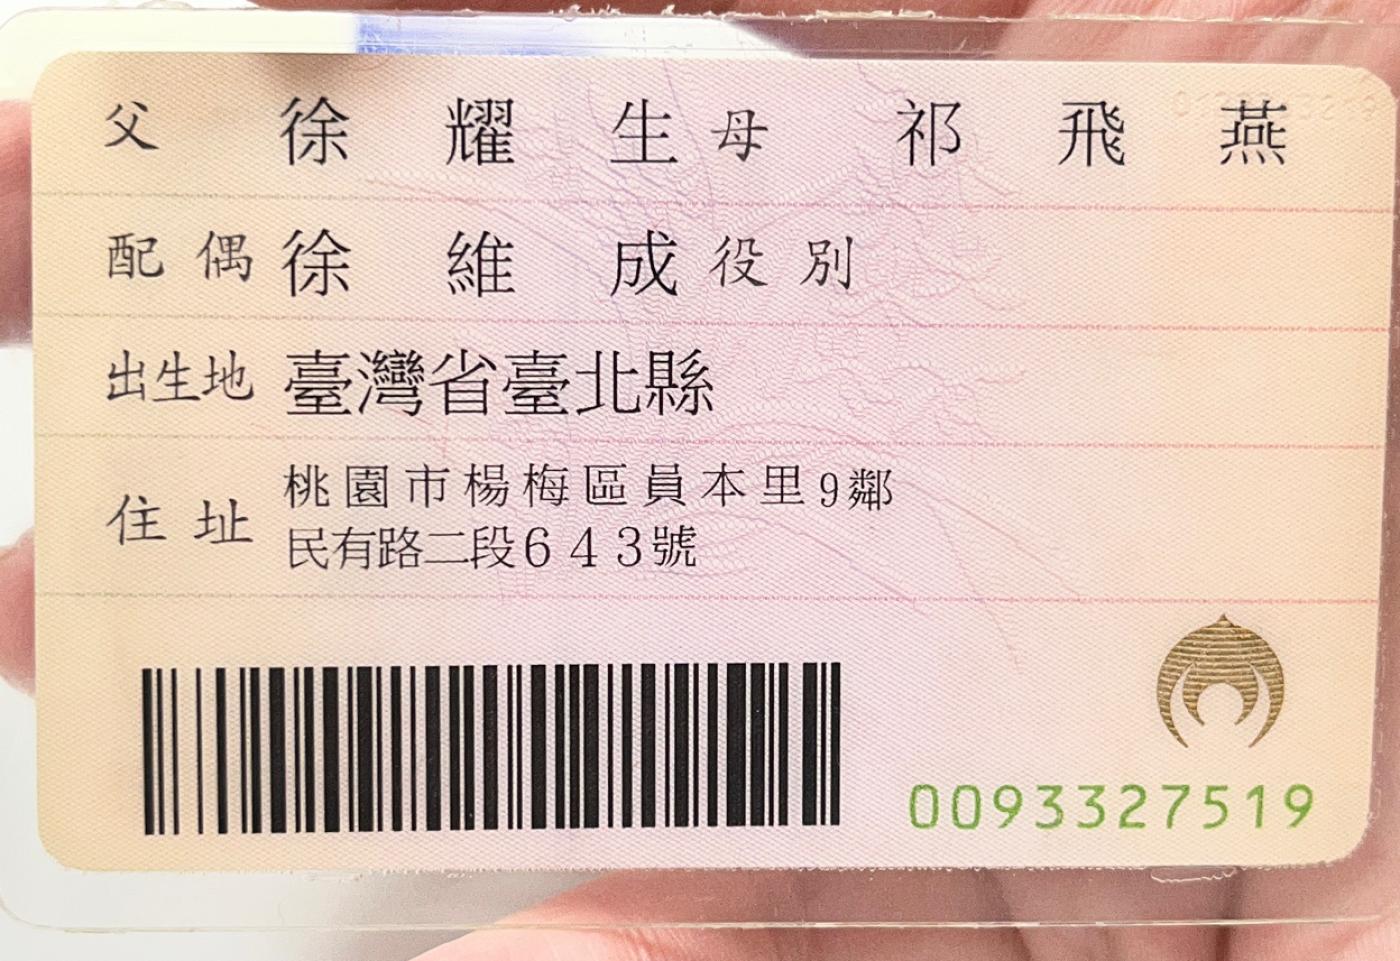 父 徐耀生 母 祁飛燕
配偶 徐維成 役別
出生地 臺灣省臺北縣
住址 桃園市楊梅區員本里9鄰
民有路二段643號
0093327519